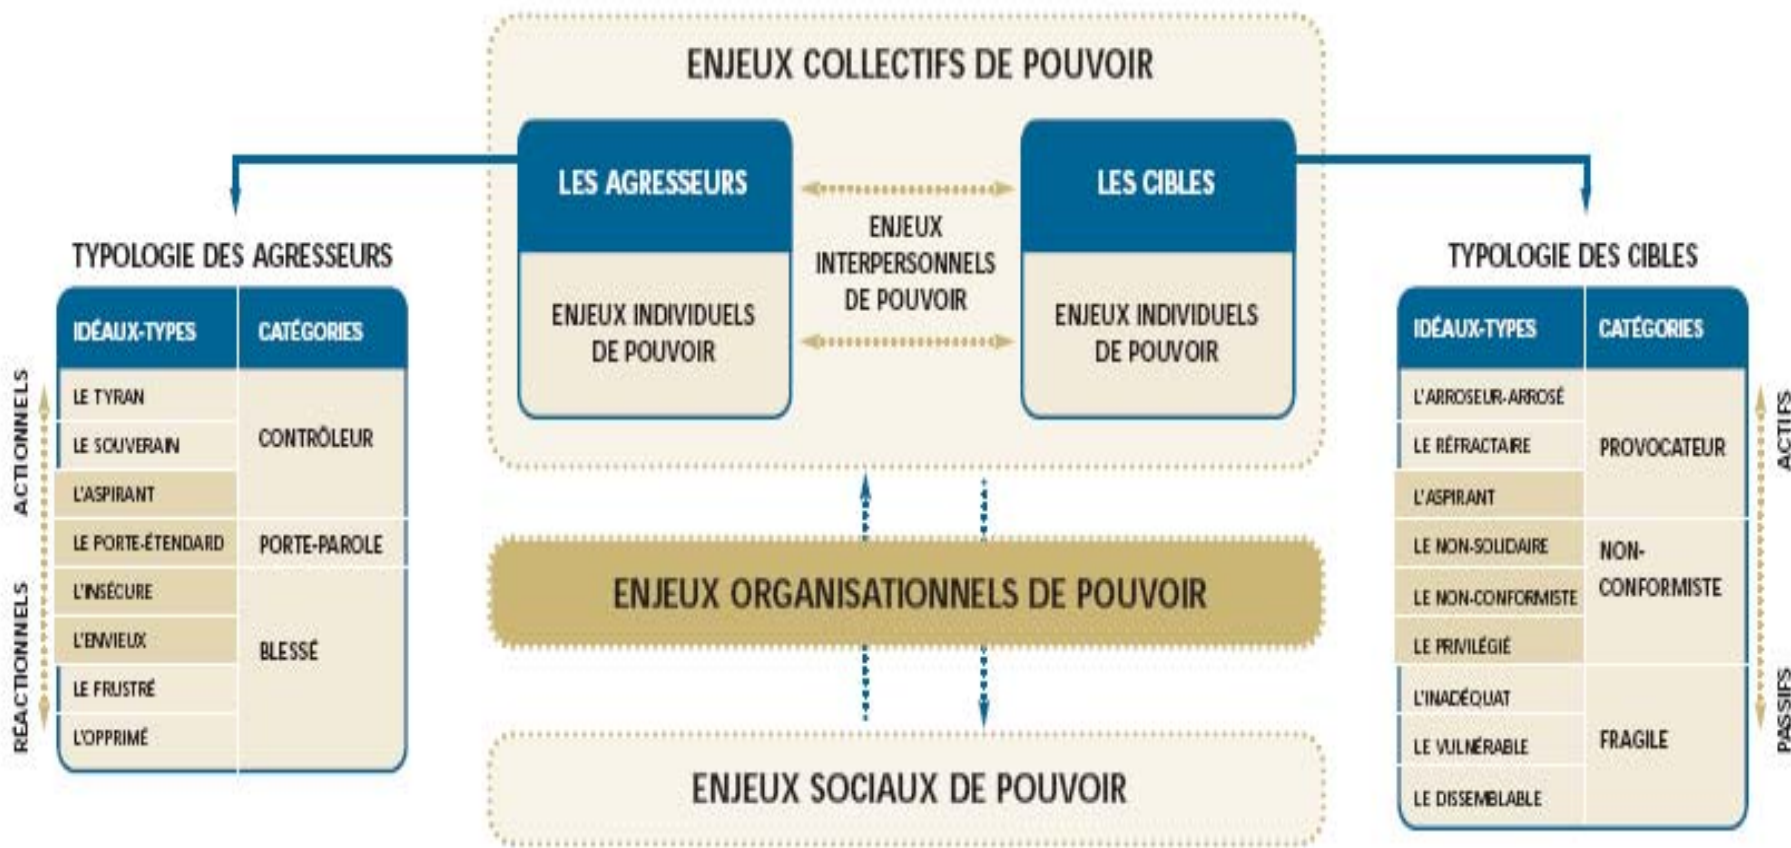 ENJEUX COLLECTIFS DE POUVOIR
LES AGRESSEURS
ENJEUX INDIVIDUELS
DE POUVOIR
ENJEUX
INTERPERSONNELS
DE POUVOIR
LES CIBLES
ENJEUX INDIVIDUELS
DE POUVOIR
TYPOLOGIE DES AGRESSEURS
IDÉAUX-TYPES
CATÉGORIES
LE TYRAN
LE SOUVERAIN
L'ASPIRANT
CONTRÔLEUR
LE PORTE-ÉTENDARD
PORTE-PAROLE
L'INSÉCURE
L'ENVIEUX
LE FRUSTRÉ
L'OPPRIMÉ
BLESSÉ
ACTIONNELS
RÉACTIONNELS
ENJEUX ORGANISATIONNELS DE POUVOIR
ENJEUX SOCIAUX DE POUVOIR
TYPOLOGIE DES CIBLES
IDÉAUX-TYPES
CATÉGORIES
L'ARROSEUR-ARROSÉ
LE RÉFRACTAIRE
L'ASPIRANT
PROVOCATEUR
LE NON-SOLIDAIRE
LE NON-CONFORMISTE
LE PRIVILÉGIÉ
NON-
CONFORMISTE
L'INADÉQUAT
LE VULNÉRABLE
LE DISSEMBLABLE
FRAGILE
ACTIFS
PASSIFS